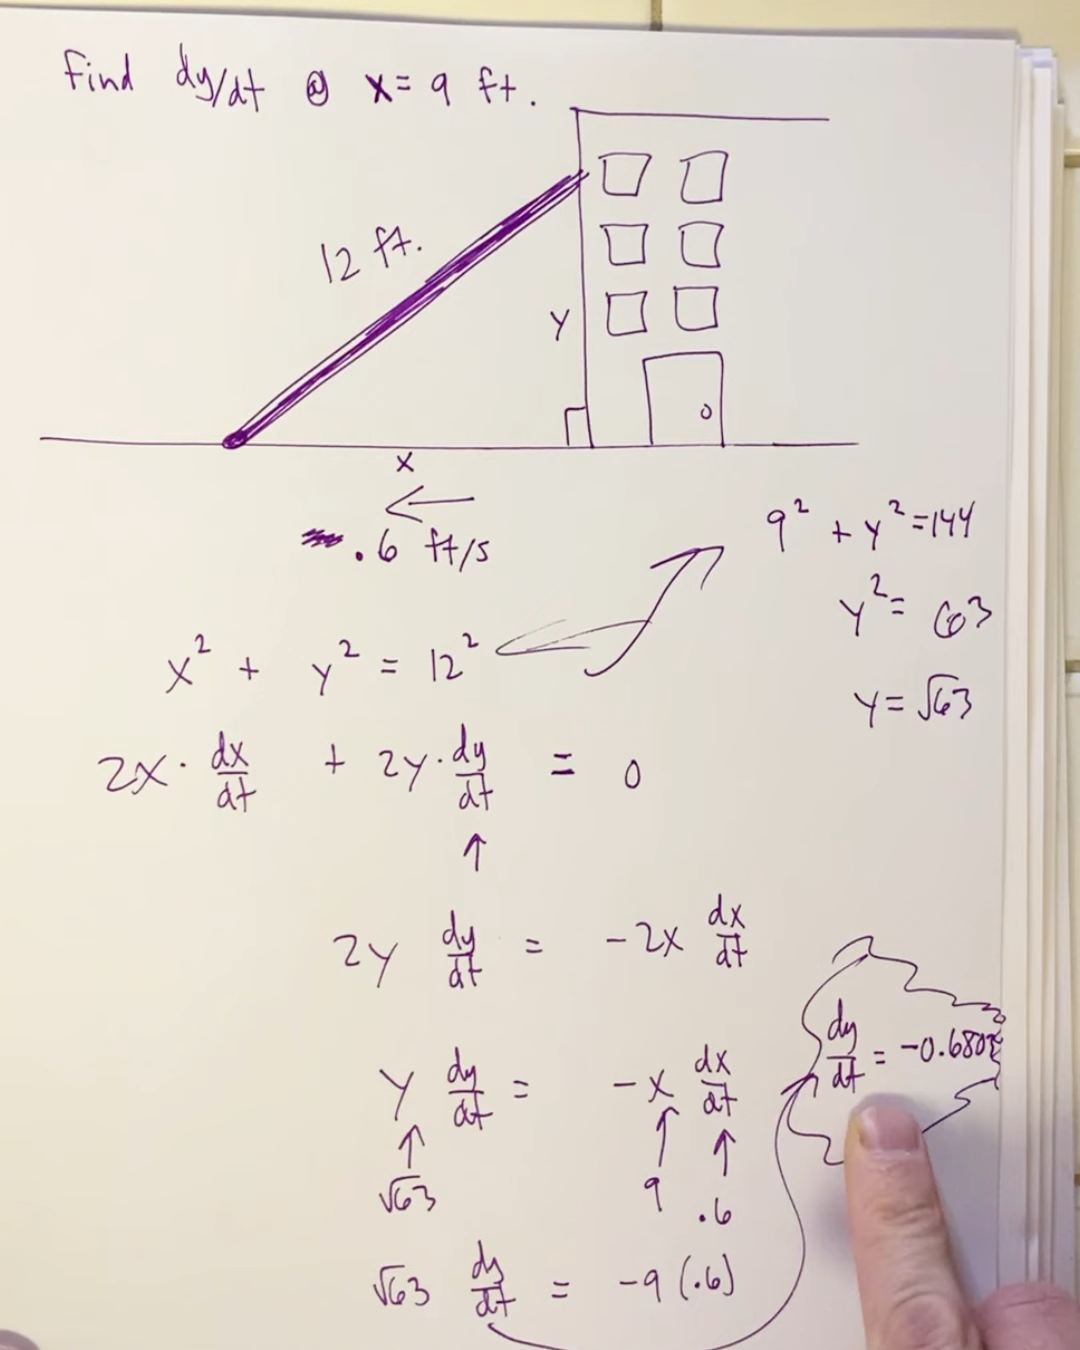 Find dy/dt @ x = 9 ft.
12 ft.
y
x
.6 ft/s
9² + y² = 144
y² = 63
y = √63
x² + y² = 12²
2x · dx/dt + 2y · dy/dt = 0
2y dy/dt = -2x dx/dt
y dy/dt = -x dx/dt
√63 9 .6
√63 dy/dt = -9 (.6)
dy/dt = -0.680